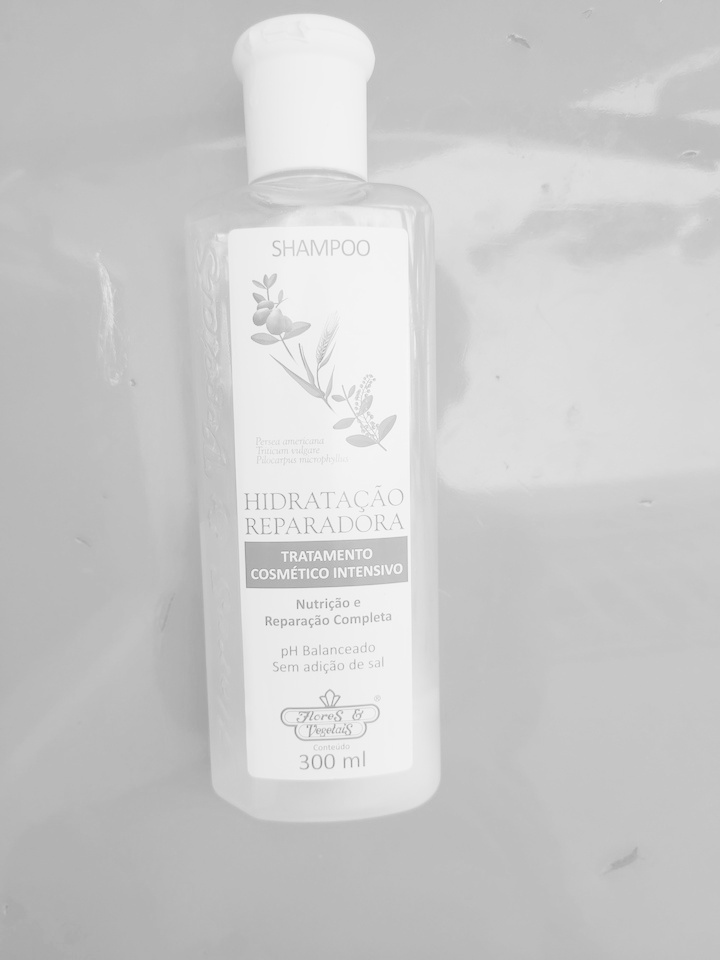 SHAMPOO
Persea americana
Triticum vulgare
Pilocarpus microphyllus
HIDRATAÇÃO
REPARADORA
TRATAMENTO
COSMÉTICO INTENSIVO
Nutrição e
Reparação Completa
pH Balanceado
Sem adição de sal
Flores &
Vegetais
®
Conteúdo
300 ml